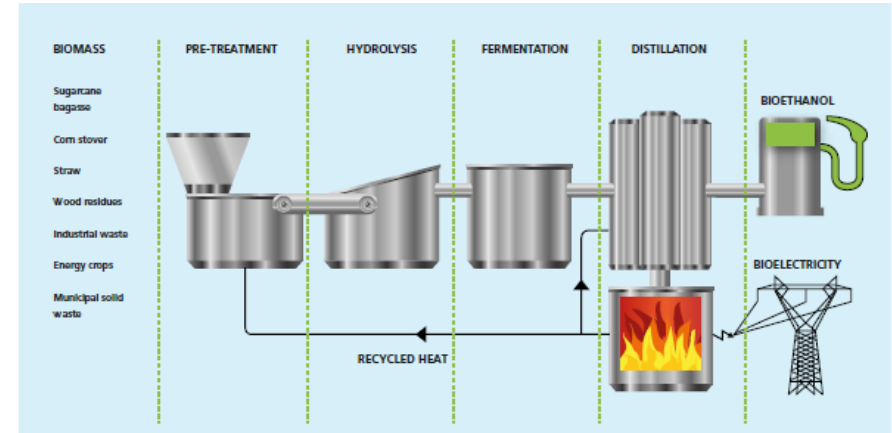 BIOMASS
PRE-TREATMENT
HYDROLYSIS
FERMENTATION
DISTILLATION
Sugarcane
bagasse
Corn stover
Straw
Wood residues
Industrial waste
Energy crops
Municipal solid
waste
BIOETHANOL
BIOELECTRICITY
RECYCLED HEAT